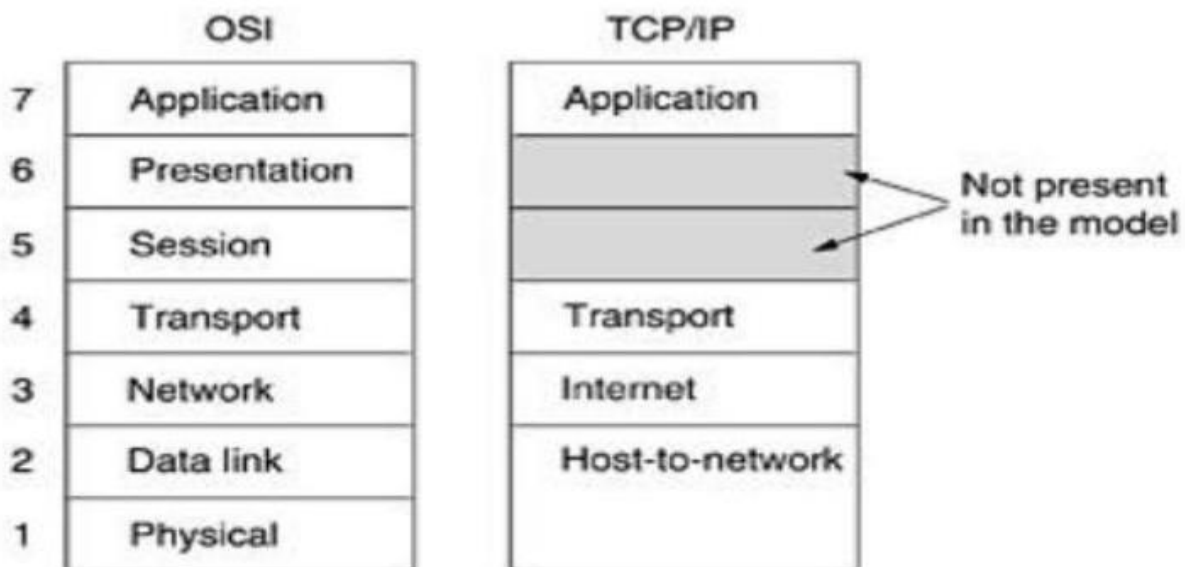 OSI TCP/IP
7 Application Application
6 Presentation
Not present
in the model
5 Session
4 Transport Transport
3 Network Internet
2 Data link Host-to-network
1 Physical